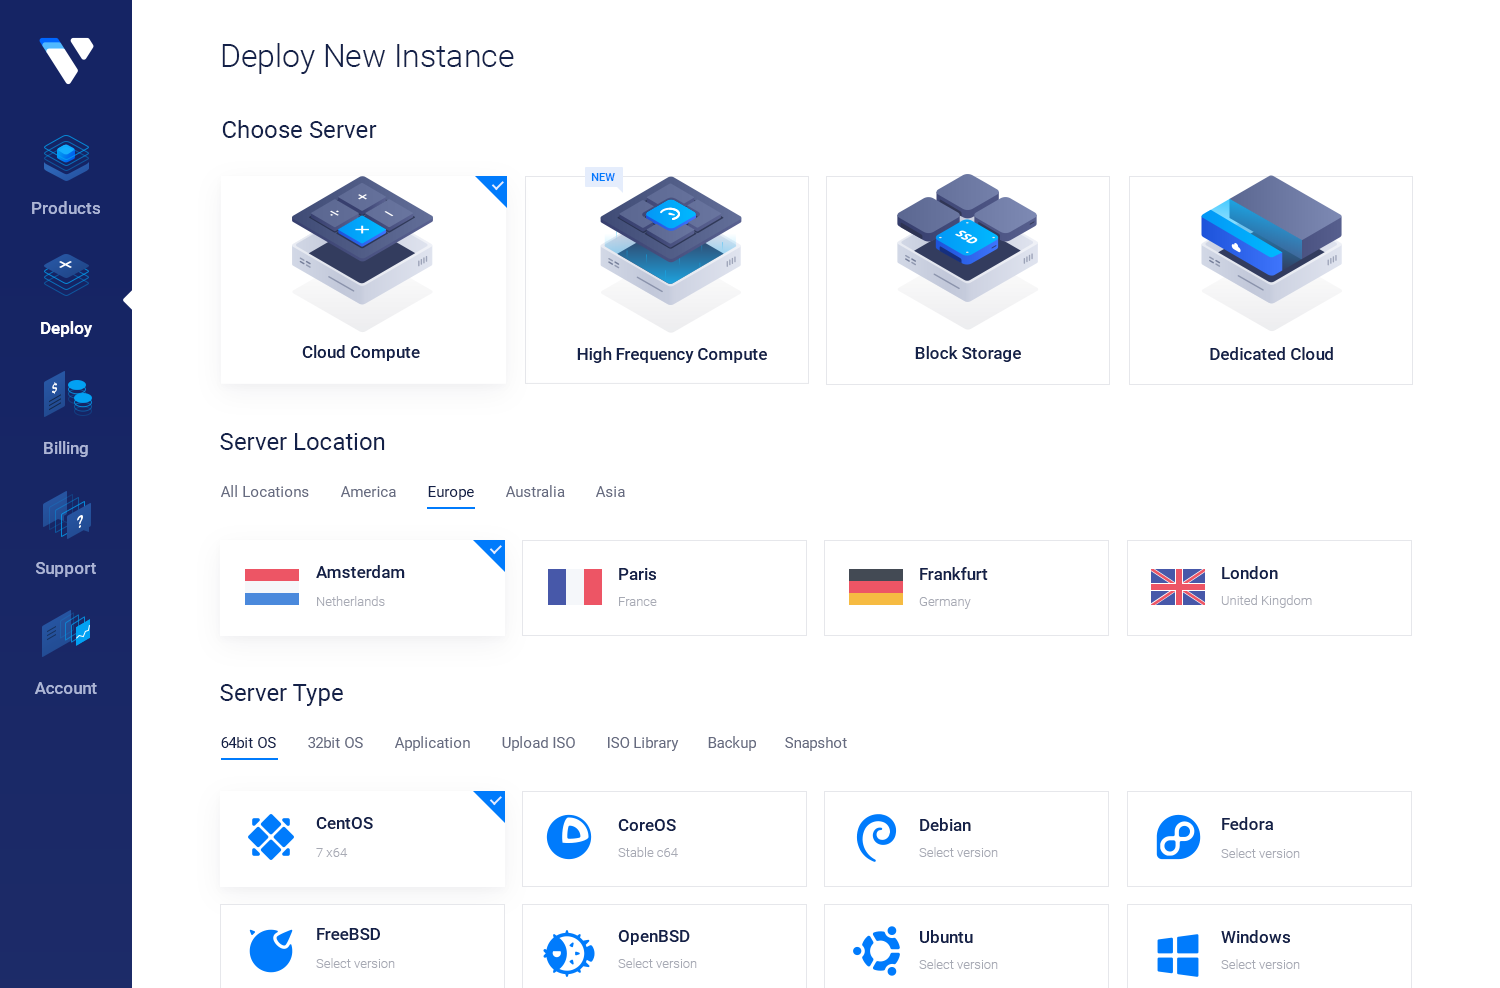 Products
Deploy
$
Billing
?
Support
Account
Deploy New Instance
Choose Server
Cloud Compute
NEW
High Frequency Compute
SSD
Block Storage
Dedicated Cloud
Server Location
All Locations America Europe Australia Asia
Amsterdam
Netherlands
Paris
France
Frankfurt
Germany
London
United Kingdom
Server Type
64bit OS 32bit OS Application Upload ISO ISO Library Backup Snapshot
CentOS
7 x64
CoreOS
Stable c64
Debian
Select version
Fedora
Select version
FreeBSD
Select version
OpenBSD
Select version
Ubuntu
Select version
Windows
Select version